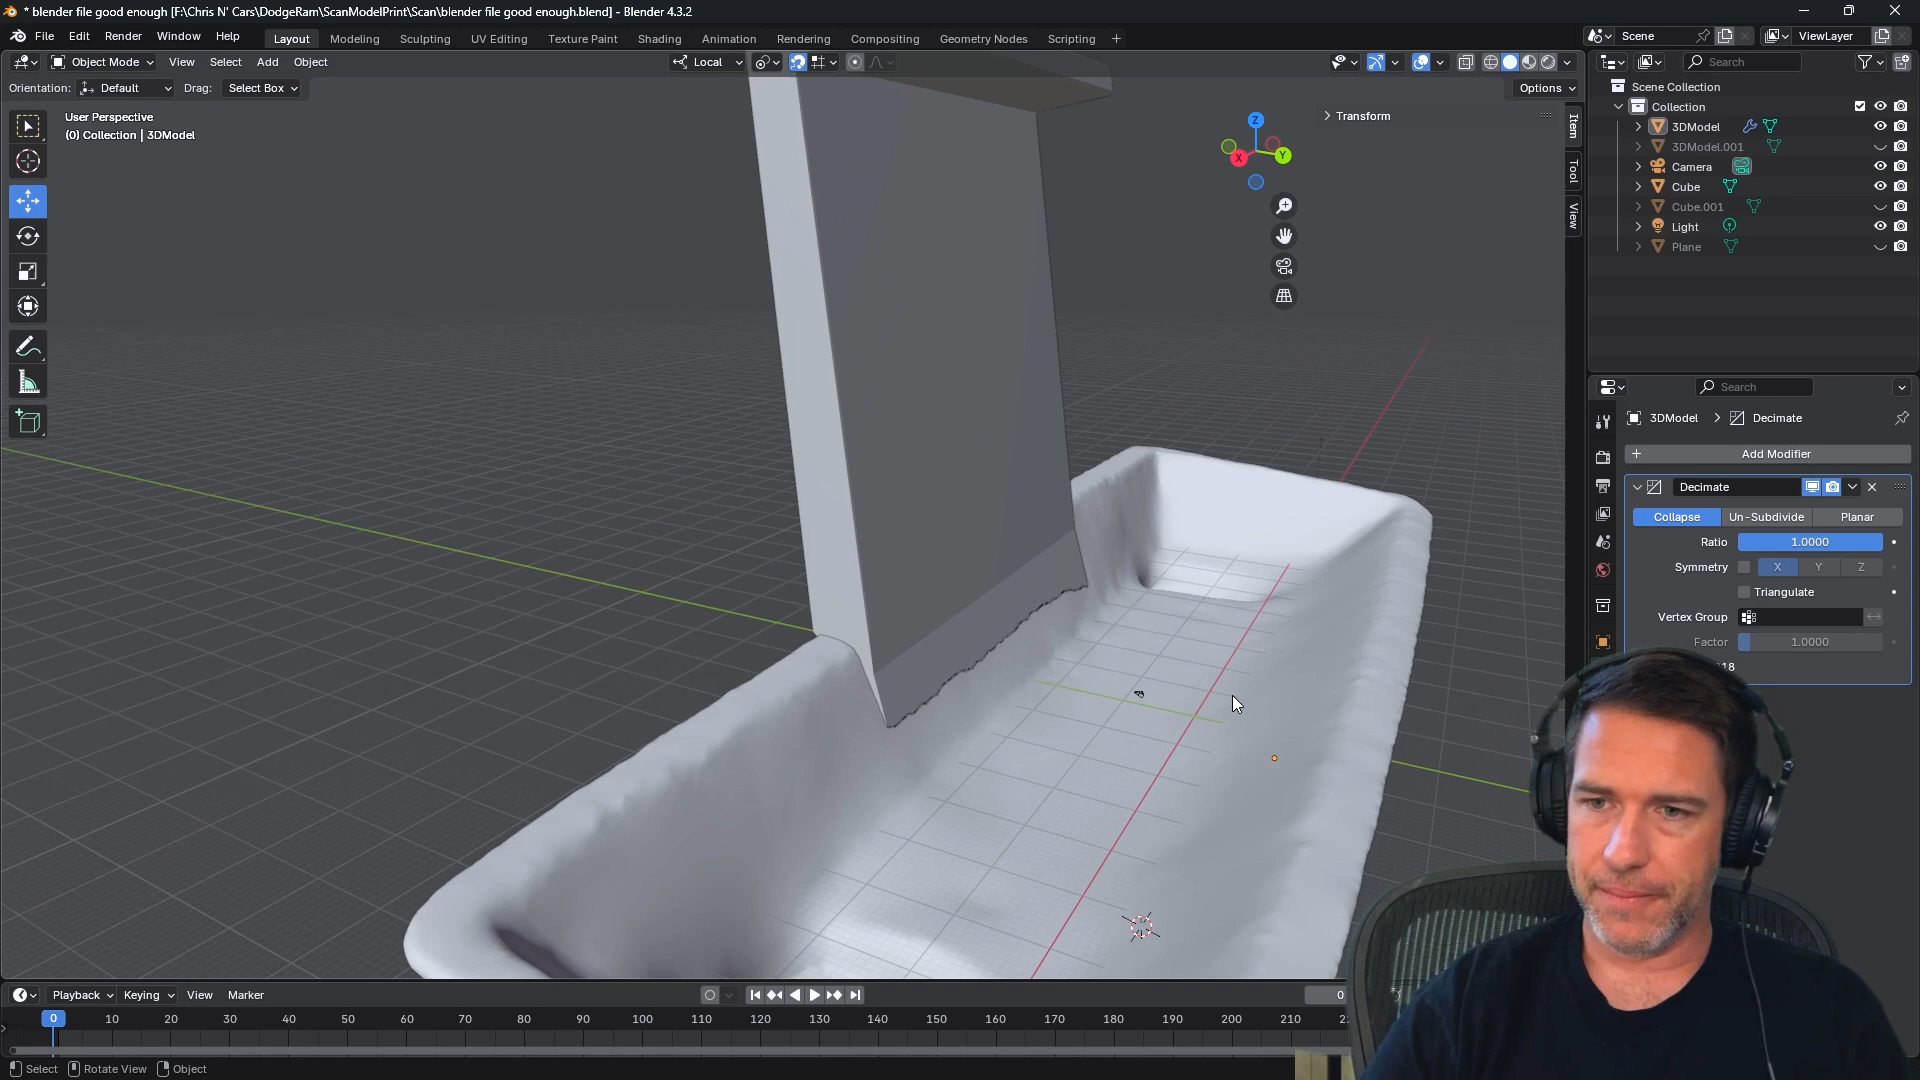 * blender file good enough [F:\Chris N' Cars\DodgeRam\ScanModelPrint\Scan\blender file good enough.blend] - Blender 4.3.2
File Edit Render Window Help Layout Modeling Sculpting UV Editing Texture Paint Shading Animation Rendering Compositing Geometry Nodes Scripting + Scene ViewLayer
Object Mode View Select Add Object Local Search
Orientation: Default Drag: Select Box Options
User Perspective
(0) Collection | 3DModel
Transform
Item
Tool
View
Z
X
Y
Scene Collection
Collection
3DModel
3DModel.001
Camera
Cube
Cube.001
Light
Plane
Search
3DModel > Decimate
+ Add Modifier
Decimate
Collapse Un-Subdivide Planar
Ratio 1.0000
Symmetry X Y Z
Triangulate
Vertex Group
Factor 1.0000
18
Playback Keying View Marker 0
0 10 20 30 40 50 60 70 80 90 100 110 120 130 140 150 160 170 180 190 200 210
Select Rotate View Object